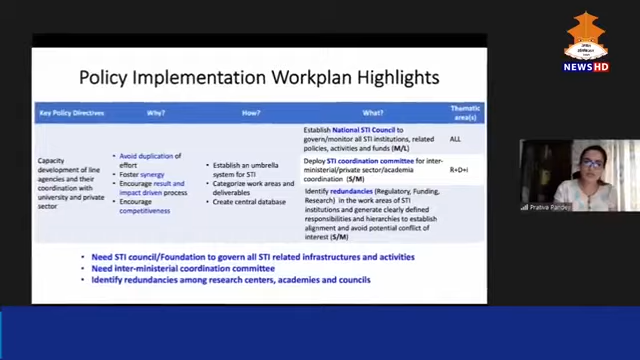 NEWS HD
Policy Implementation Workplan Highlights
Key Policy Directives
Why?
How?
What?
Thematic
area(s)
Capacity
development of line
agencies and their
coordination with
university and private
sector
• Avoid duplication of
effort
• Foster synergy
• Encourage result and
impact driven process
• Encourage
competitiveness
• Establish an umbrella
system for STI
• Categorize work areas and
deliverables
• Create central database
Establish National STI Council to
govern/monitor all STI institutions, related
policies, activities and funds (M/L)
ALL
Deploy STI coordination committee for inter-
ministerial/private sector/academia
coordination (S/M)
R+D+i
Identify redundancies (Regulatory, Funding,
Research) in the work areas of STI
institutions and generate clearly defined
responsibilities and hierarchies to establish
alignment and avoid potential conflict of
interest (S/M)
• Need STI council/Foundation to govern all STI related infrastructures and activities
• Need inter-ministerial coordination committee
• Identify redundancies among research centers, academies and councils
Prativa Pandey